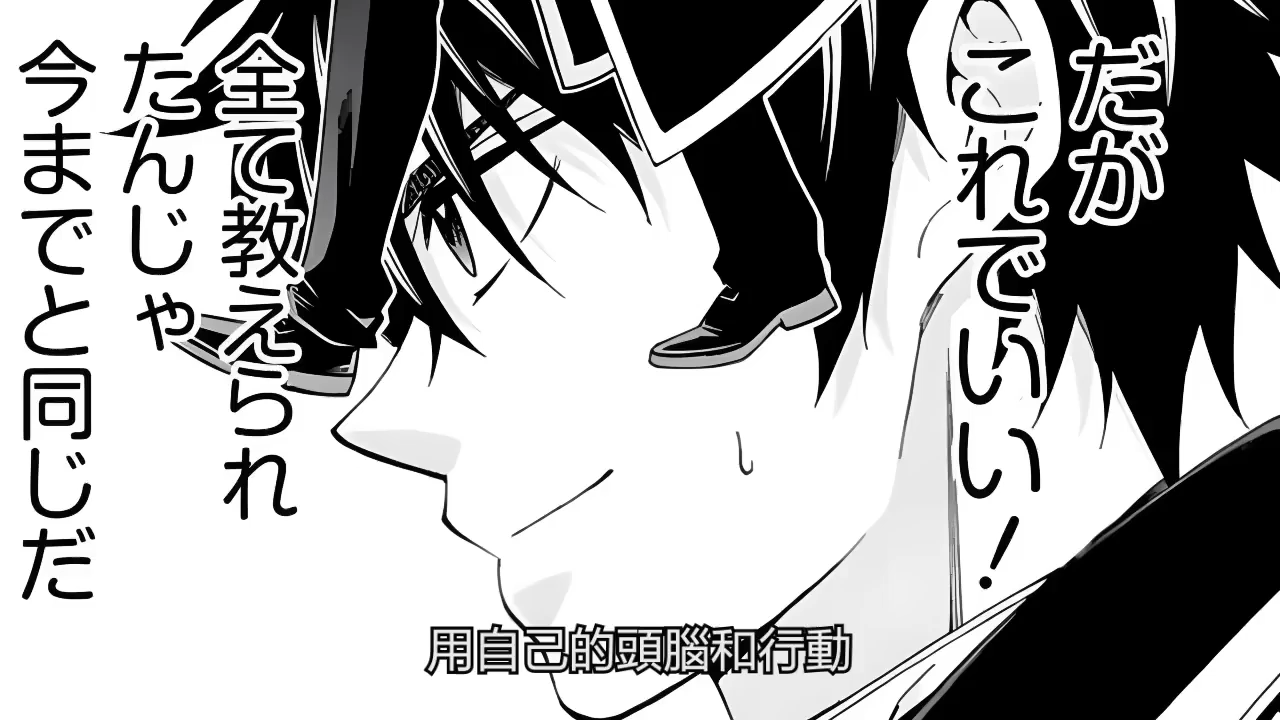 だが
これでいい！
全て教えられ
たんじゃ
今までと同じだ
用自己的頭腦和行動